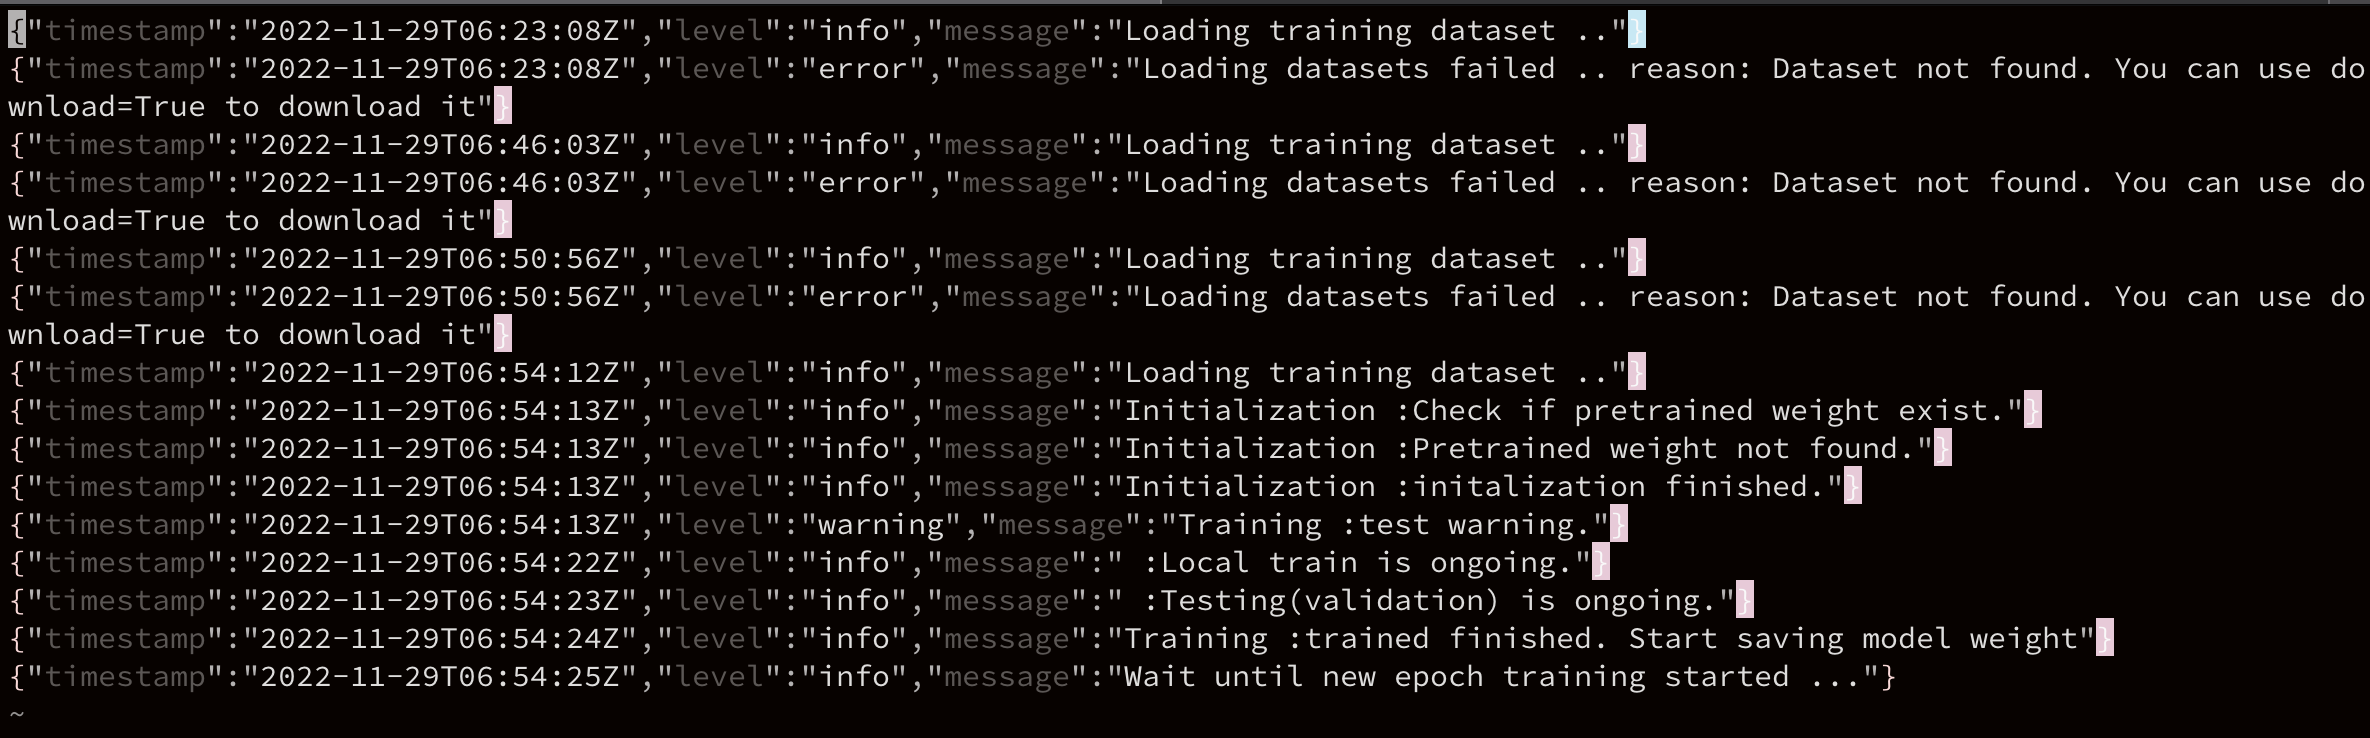 {"timestamp":"2022-11-29T06:23:08Z","level":"info","message":"Loading training dataset .."}
{"timestamp":"2022-11-29T06:23:08Z","level":"error","message":"Loading datasets failed .. reason: Dataset not found. You can use do
wnload=True to download it"}
{"timestamp":"2022-11-29T06:46:03Z","level":"info","message":"Loading training dataset .."}
{"timestamp":"2022-11-29T06:46:03Z","level":"error","message":"Loading datasets failed .. reason: Dataset not found. You can use do
wnload=True to download it"}
{"timestamp":"2022-11-29T06:50:56Z","level":"info","message":"Loading training dataset .."}
{"timestamp":"2022-11-29T06:50:56Z","level":"error","message":"Loading datasets failed .. reason: Dataset not found. You can use do
wnload=True to download it"}
{"timestamp":"2022-11-29T06:54:12Z","level":"info","message":"Loading training dataset .."}
{"timestamp":"2022-11-29T06:54:13Z","level":"info","message":"Initialization :Check if pretrained weight exist."}
{"timestamp":"2022-11-29T06:54:13Z","level":"info","message":"Initialization :Pretrained weight not found."}
{"timestamp":"2022-11-29T06:54:13Z","level":"info","message":"Initialization :initalization finished."}
{"timestamp":"2022-11-29T06:54:13Z","level":"warning","message":"Training :test warning."}
{"timestamp":"2022-11-29T06:54:22Z","level":"info","message":" :Local train is ongoing."}
{"timestamp":"2022-11-29T06:54:23Z","level":"info","message":" :Testing(validation) is ongoing."}
{"timestamp":"2022-11-29T06:54:24Z","level":"info","message":"Training :trained finished. Start saving model weight"}
{"timestamp":"2022-11-29T06:54:25Z","level":"info","message":"Wait until new epoch training started ..."}
~